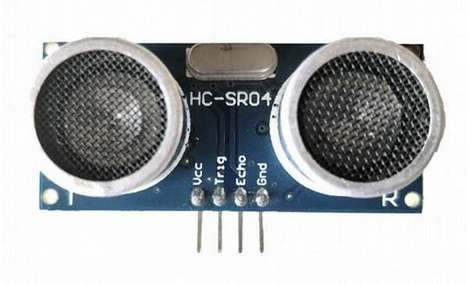 HC-SR04
Vcc
Trig
Echo
Gnd
T
R